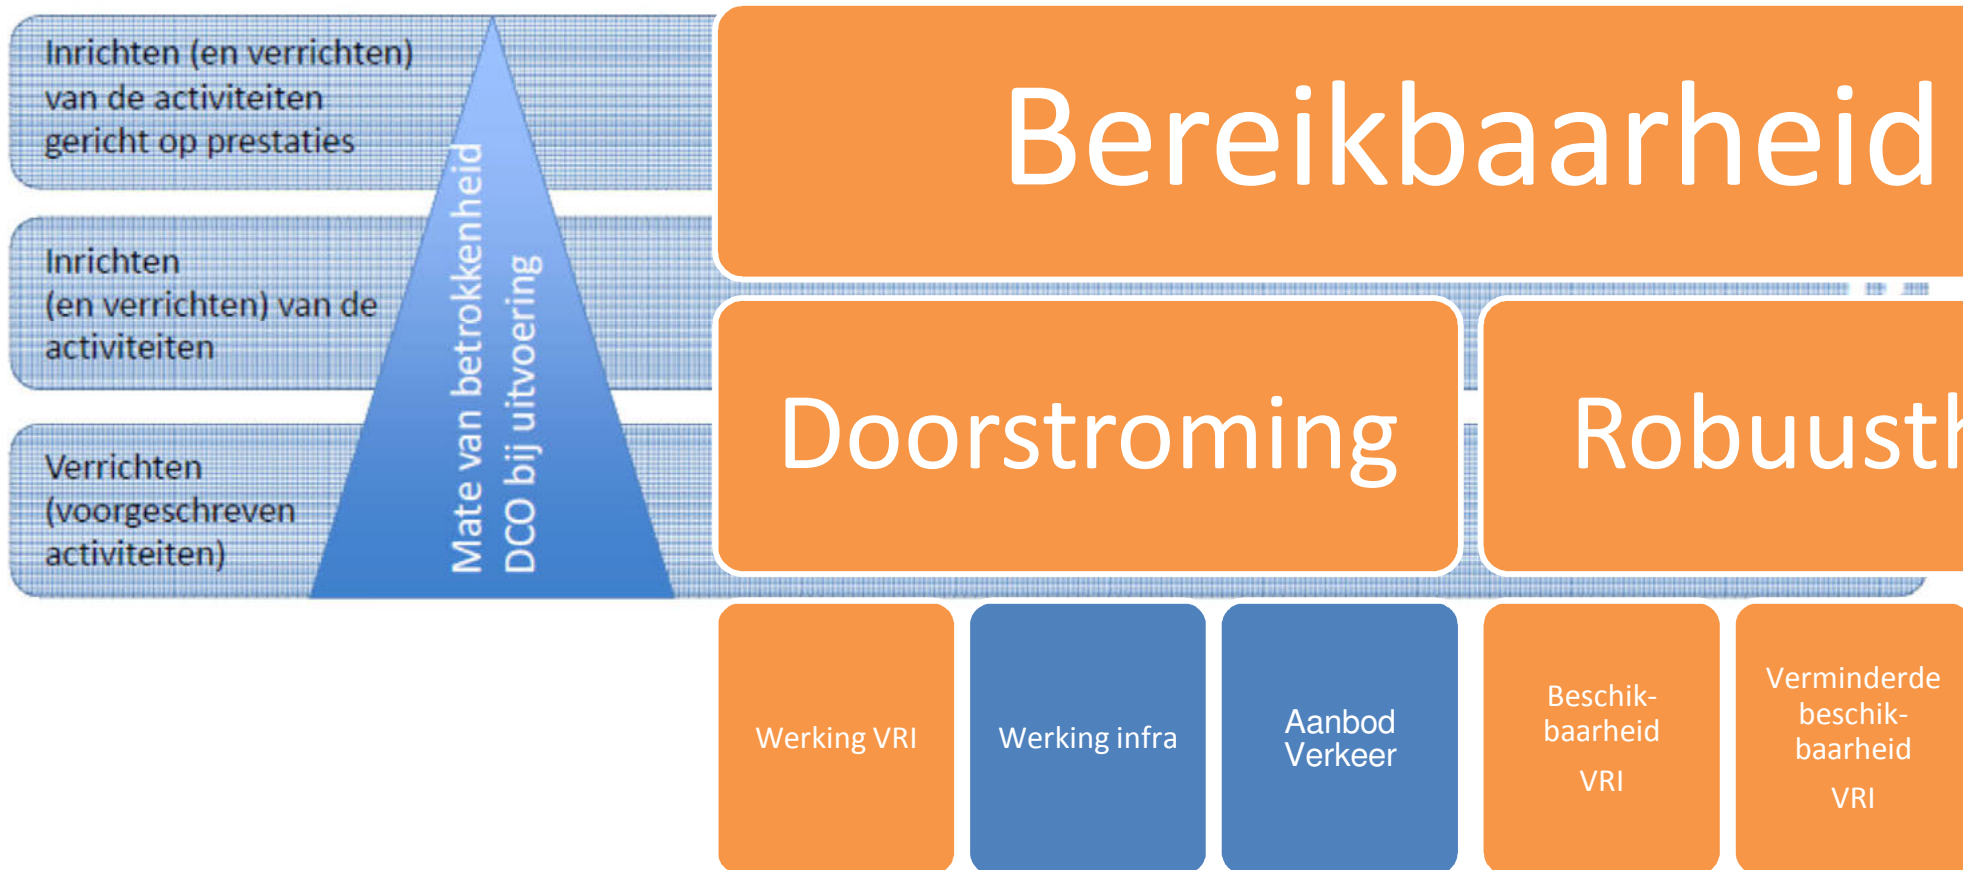 Inrichten (en verrichten)
van de activiteiten
gericht op prestaties
Inrichten
(en verrichten) van de
activiteiten
Verrichten
(voorgeschreven
activiteiten)
Mate van betrokkenheid
DCO bij uitvoering
Bereikbaarheid
Doorstroming
Robuusth
Werking VRI
Werking infra
Aanbod
Verkeer
Beschik-
baarheid
VRI
Verminderde
beschik-
baarheid
VRI